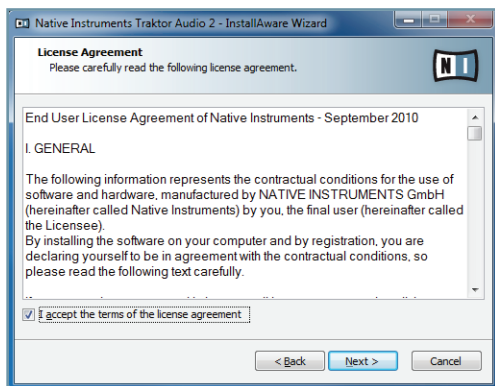 Native Instruments Traktor Audio 2 - InstallAware Wizard
License Agreement
Please carefully read the following license agreement.
N I
End User License Agreement of Native Instruments - September 2010
I. GENERAL
The following information represents the contractual conditions for the use of
software and hardware, manufactured by NATIVE INSTRUMENTS GmbH
(hereinafter called Native Instruments) by you, the final user (hereinafter called
the Licensee).
By installing the software on your computer and by registration, you are
declaring yourself to be in agreement with the contractual conditions, so
please read the following text carefully.
I accept the terms of the license agreement
< Back
Next >
Cancel